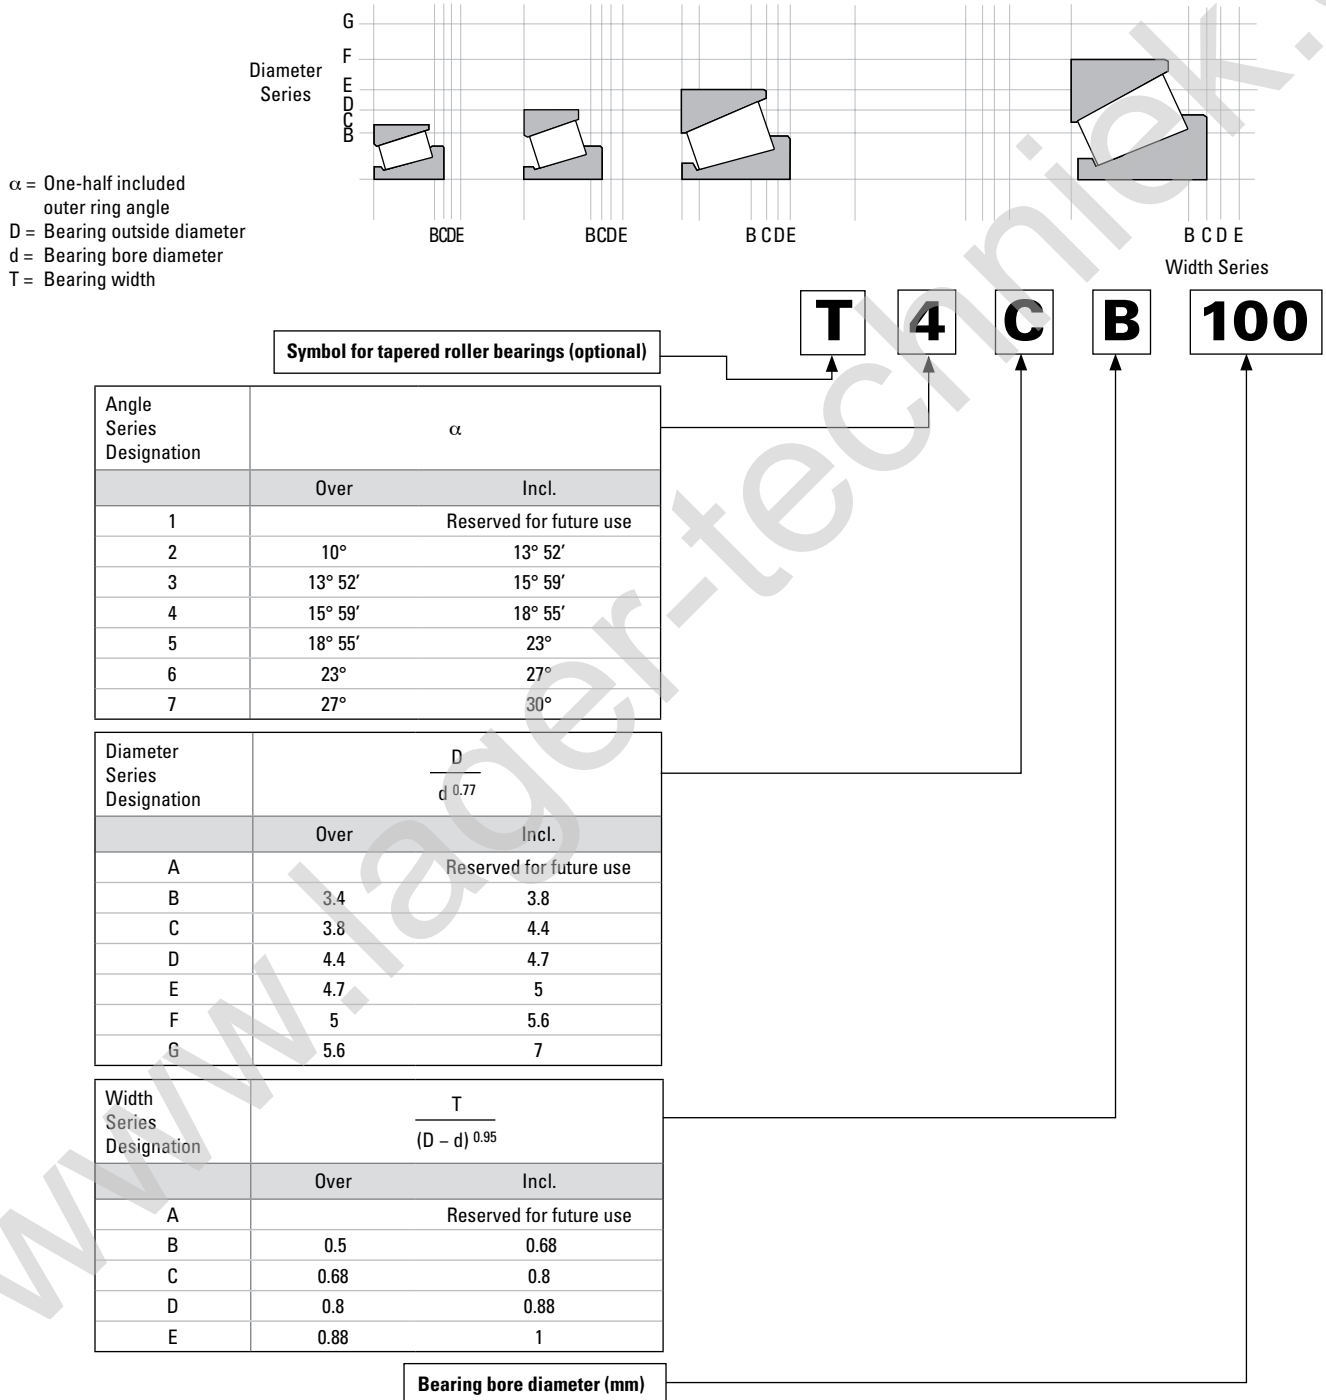 G
F
Diameter
Series
E
D
C
B
α = One-half included
outer ring angle
D = Bearing outside diameter
d = Bearing bore diameter
T = Bearing width
BCDE BCDE B C D E B C D E
Width Series
T 4 C B 100
Symbol for tapered roller bearings (optional)
Angle
Series
Designation
α
Over Incl.
1 Reserved for future use
2 10° 13° 52′
3 13° 52′ 15° 59′
4 15° 59′ 18° 55′
5 18° 55′ 23°
6 23° 27°
7 27° 30°
Diameter
Series
Designation
D
d 0.77
Over Incl.
A Reserved for future use
B 3.4 3.8
C 3.8 4.4
D 4.4 4.7
E 4.7 5
F 5 5.6
G 5.6 7
Width
Series
Designation
T
(D – d) 0.95
Over Incl.
A Reserved for future use
B 0.5 0.68
C 0.68 0.8
D 0.8 0.88
E 0.88 1
Bearing bore diameter (mm)
www.lager-techniek.